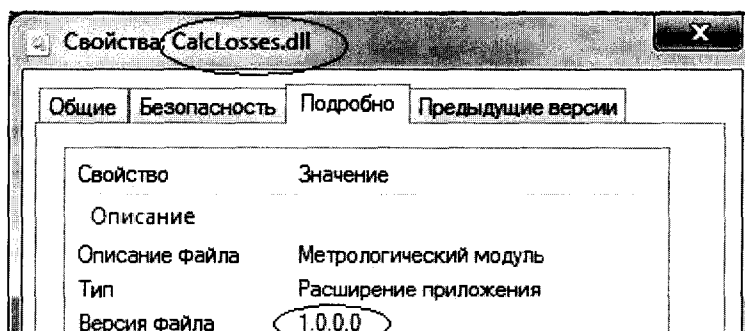 Свойства: CalcLosses.dll
Общие Безопасность Подробно Предыдущие версии
Свойство Значение
Описание
Описание файла Метрологический модуль
Тип Расширение приложения
Версия файла 1.0.0.0